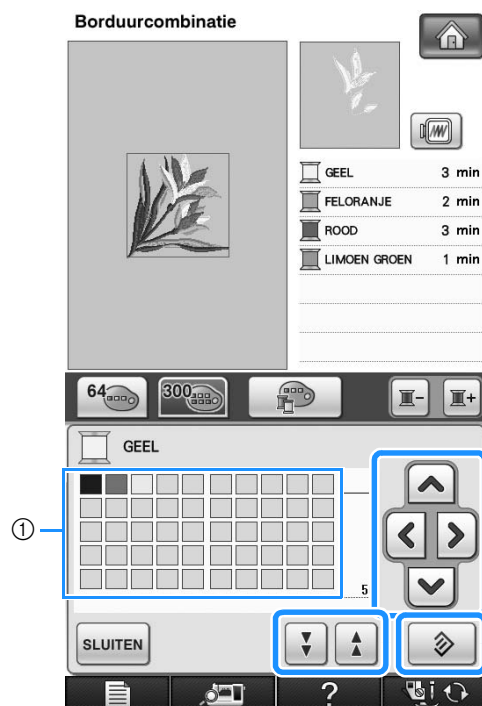 Borduurcombinatie
GEEL 3 min
FELORANJE 2 min
ROOD 3 min
LIMOEN GROEN 1 min
64 300
GEEL
①
5
SLUITEN
?